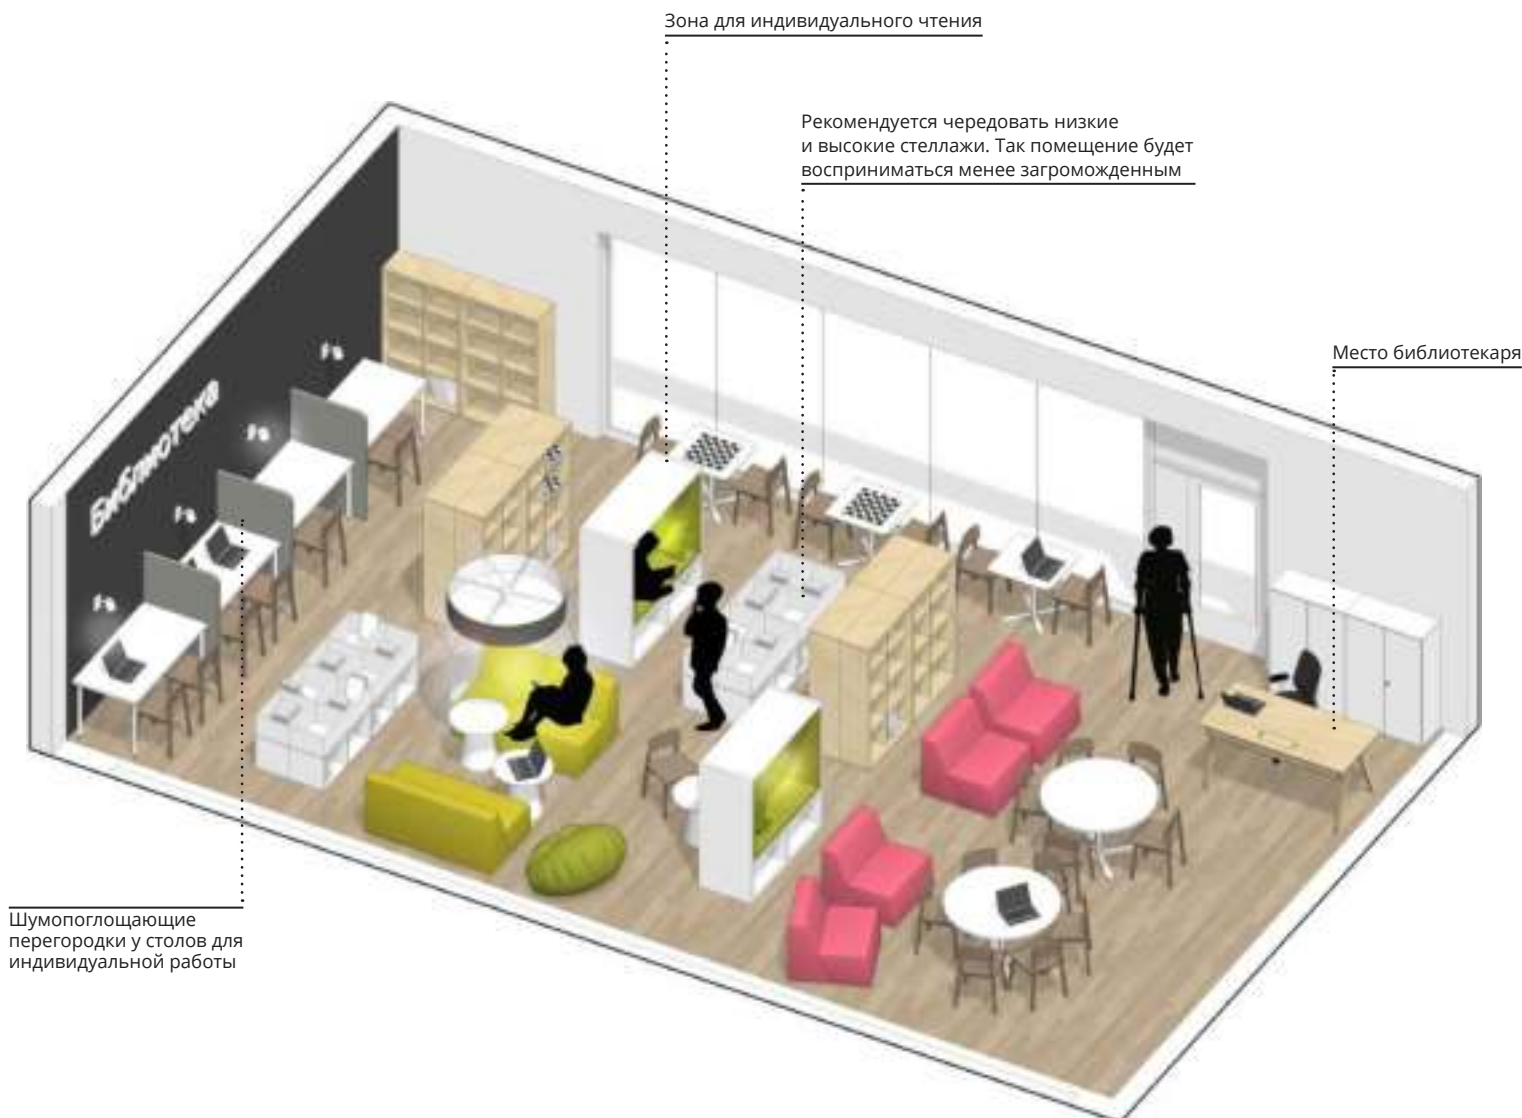 Зона для индивидуального чтения
Рекомендуется чередовать низкие
и высокие стеллажи. Так помещение будет
восприниматься менее загроможденным
Место библиотекаря
Библиотека
Шумопоглощающие
перегородки у столов для
индивидуальной работы